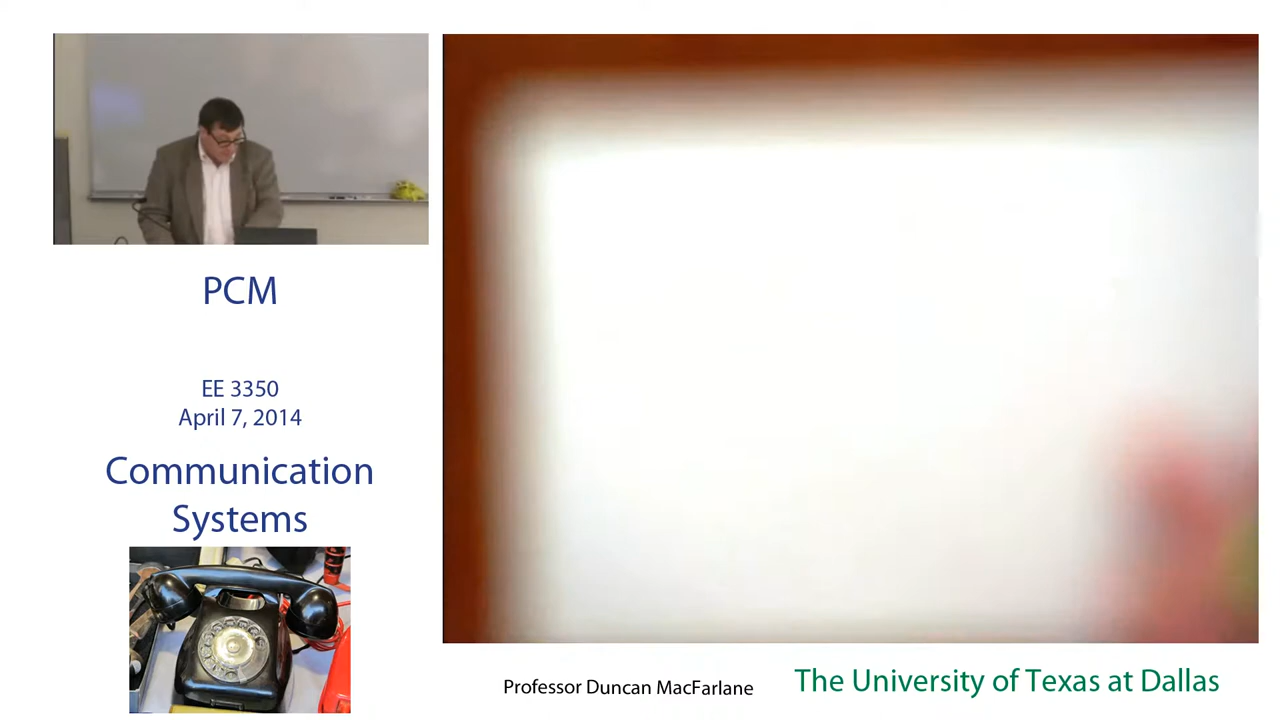 PCM
EE 3350
April 7, 2014
Communication
Systems
Professor Duncan MacFarlane
The University of Texas at Dallas